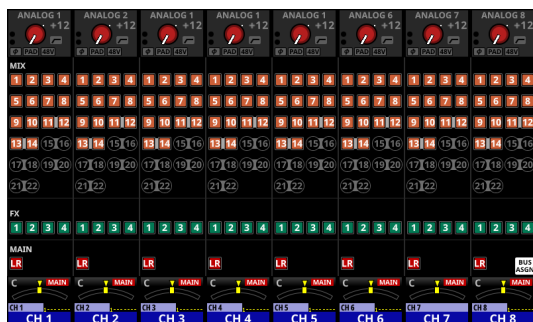 ANALOG 1 ANALOG 2 ANALOG 1 ANALOG 1 ANALOG 1 ANALOG 6 ANALOG 7 ANALOG 8
+12 +12 +12 +12 +12 +12 +12 +12
Φ PAD 48V Φ PAD 48V Φ PAD 48V Φ PAD 48V Φ PAD 48V Φ PAD 48V Φ PAD 48V Φ PAD 48V
MIX
1 2 3 4 1 2 3 4 1 2 3 4 1 2 3 4 1 2 3 4 1 2 3 4 1 2 3 4 1 2 3 4
5 6 7 8 5 6 7 8 5 6 7 8 5 6 7 8 5 6 7 8 5 6 7 8 5 6 7 8 5 6 7 8
9 10 11 12 9 10 11 12 9 10 11 12 9 10 11 12 9 10 11 12 9 10 11 12 9 10 11 12 9 10 11 12
13 14 15 16 13 14 15 16 13 14 15 16 13 14 15 16 13 14 15 16 13 14 15 16 13 14 15 16 13 14 15 16
17 18 19 20 17 18 19 20 17 18 19 20 17 18 19 20 17 18 19 20 17 18 19 20 17 18 19 20 17 18 19 20
21 22 21 22 21 22 21 22 21 22 21 22 21 22 21 22
FX
1 2 3 4 1 2 3 4 1 2 3 4 1 2 3 4 1 2 3 4 1 2 3 4 1 2 3 4 1 2 3 4
MAIN
LR LR LR LR LR LR LR LR BUS
ASGN
C MAIN C MAIN C MAIN C MAIN C MAIN C MAIN C MAIN C MAIN
CH 1 CH 2 CH 3 CH 4 CH 5 CH 6 CH 7 CH 8
CH 1 CH 2 CH 3 CH 4 CH 5 CH 6 CH 7 CH 8